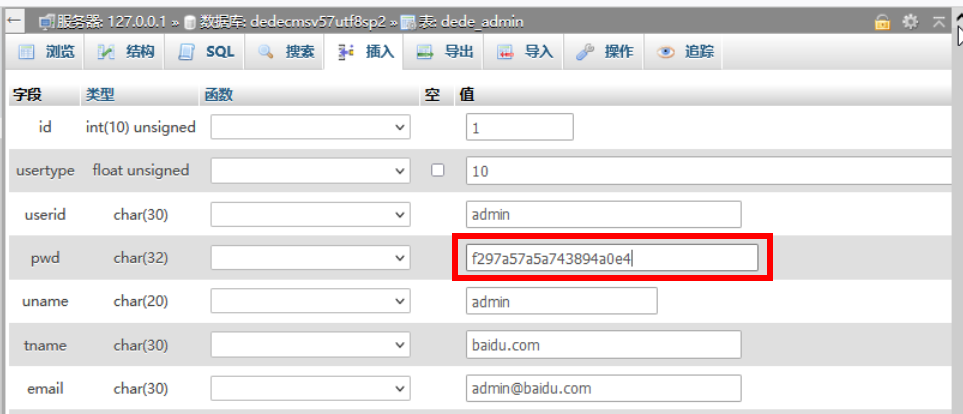 服务器: 127.0.0.1 » 数据库: dedecmsv57utf8sp2 » 表: dede_admin
浏览 结构 SQL 搜索 插入 导出 导入 操作 追踪
字段 类型 函数 空 值
id int(10) unsigned 1
usertype float unsigned 10
userid char(30) admin
pwd char(32) f297a57a5a743894a0e4
uname char(20) admin
tname char(30) baidu.com
email char(30) admin@baidu.com